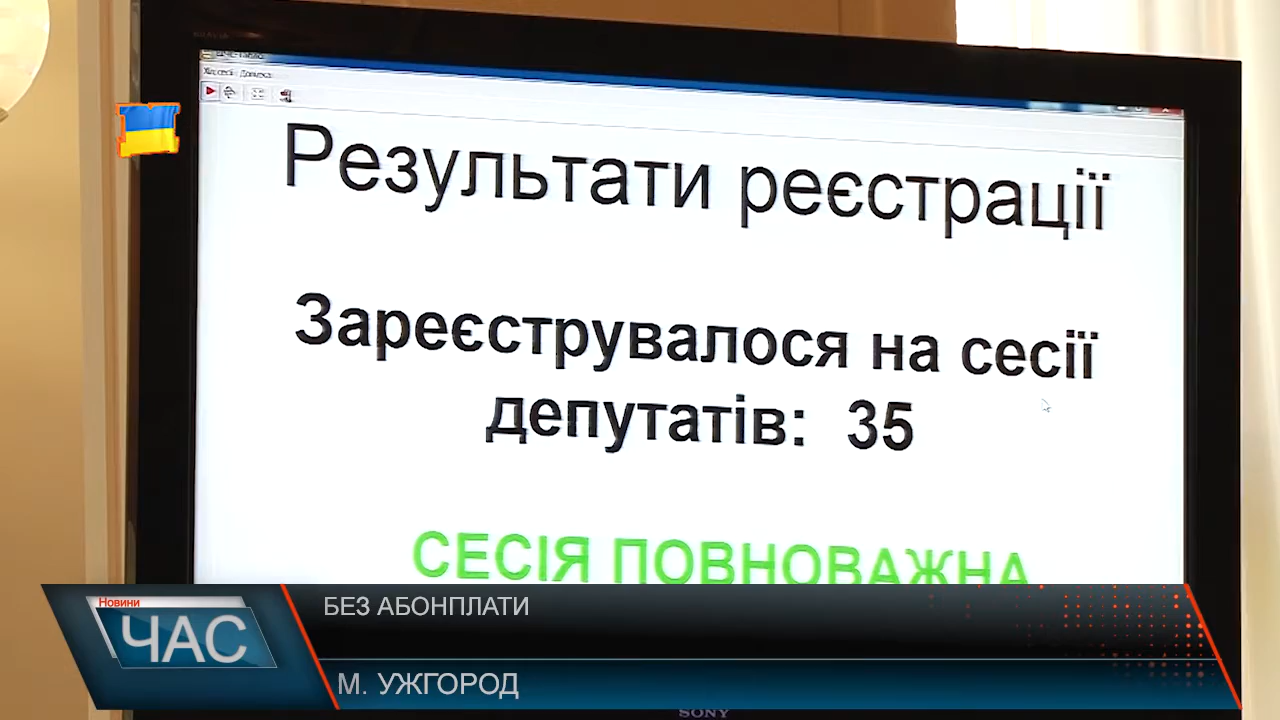 Результати реєстрації
Зареєструвалося на сесії
депутатів: 35
СЕСІЯ ПОВНОВАЖНА
Новини
ЧАС
БЕЗ АБОНПЛАТИ
М. УЖГОРОД
SONY